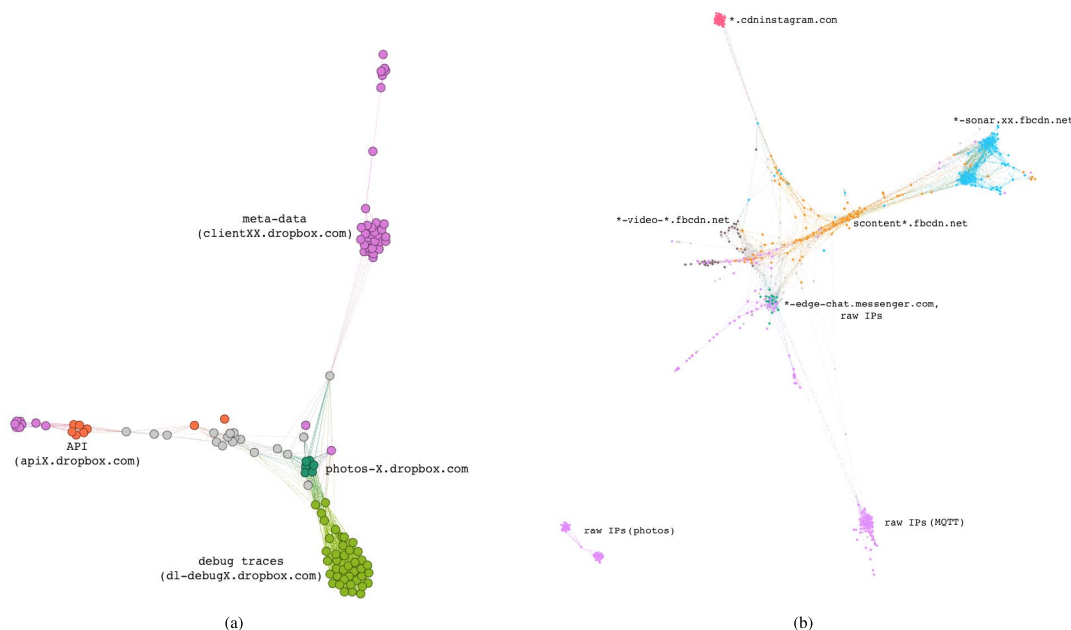 *.cdninstagram.com
*-sonar.xx.fbcdn.net
meta-data
(clientXX.dropbox.com)
*-video-*.fbcdn.net
scontent*.fbcdn.net
*-edge-chat.messenger.com,
raw IPs
API
(apiX.dropbox.com)
photos-X.dropbox.com
raw IPs(MQTT)
raw IPs(photos)
debug traces
(dl-debugX.dropbox.com)
(a)
(b)